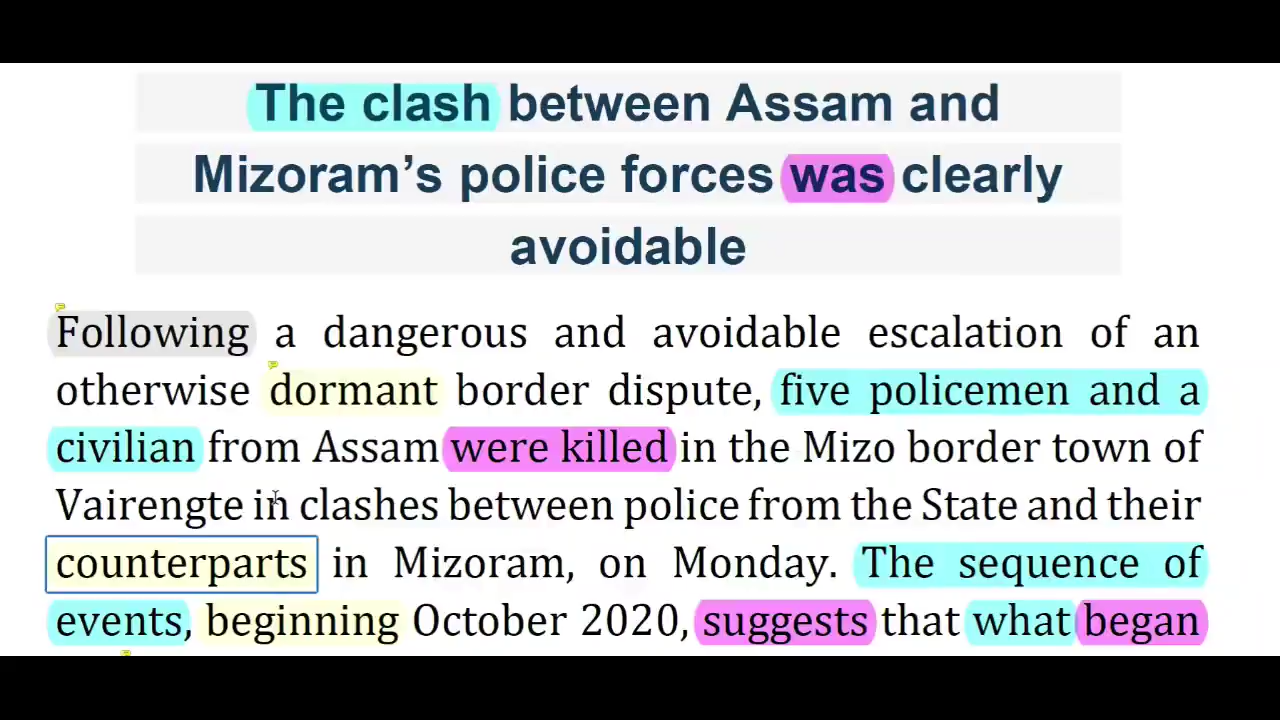 The clash between Assam and
Mizoram’s police forces was clearly
avoidable
Following a dangerous and avoidable escalation of an
otherwise dormant border dispute, five policemen and a
civilian from Assam were killed in the Mizo border town of
Vairengte in clashes between police from the State and their
counterparts in Mizoram, on Monday. The sequence of
events, beginning October 2020, suggests that what began